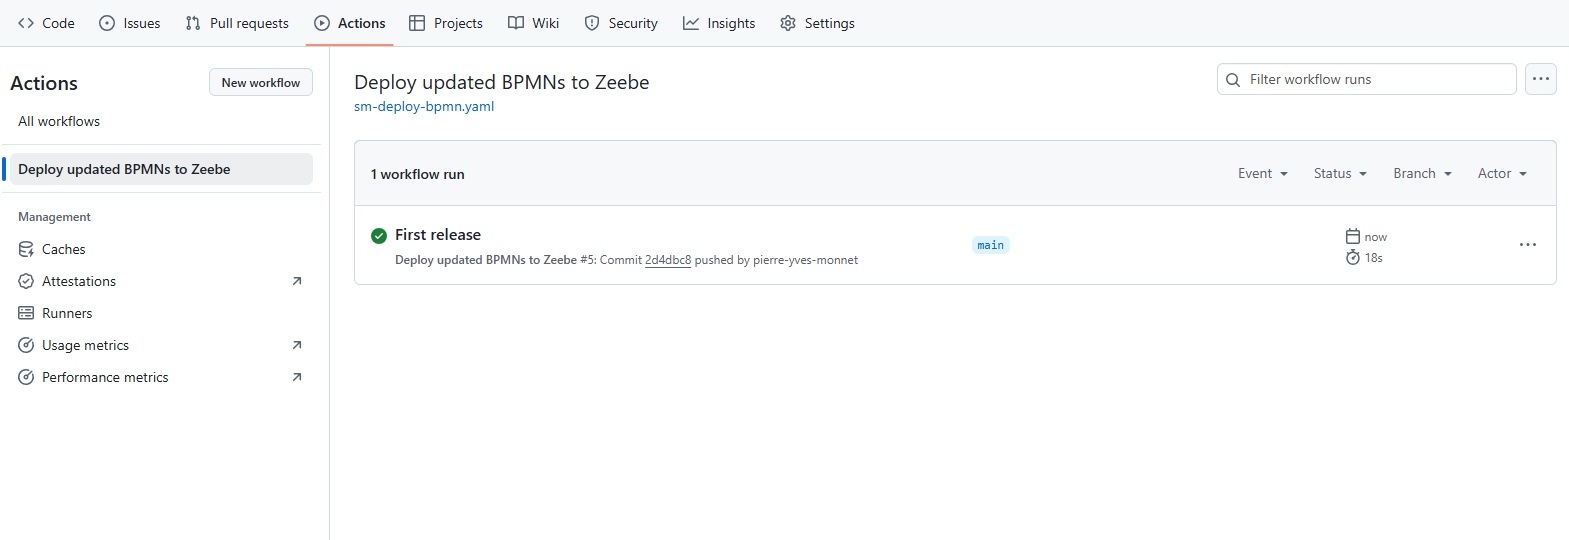 Code Issues Pull requests Actions Projects Wiki Security Insights Settings
Actions
New workflow
All workflows
Deploy updated BPMNs to Zeebe
Management
Caches
Attestations
Runners
Usage metrics
Performance metrics
Deploy updated BPMNs to Zeebe
sm-deploy-bpmn.yaml
Filter workflow runs
1 workflow run
Event Status Branch Actor
First release
Deploy updated BPMNs to Zeebe #5: Commit 2d4dbc8 pushed by pierre-yves-monnet
main
now
18s